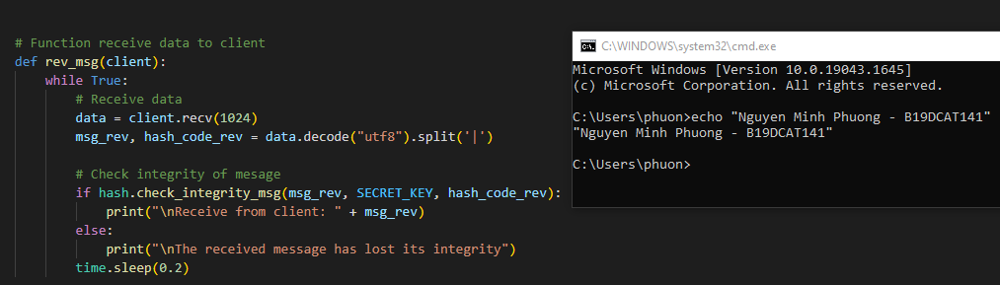 # Function receive data to client
def rev_msg(client):
    while True:
        # Receive data
        data = client.recv(1024)
        msg_rev, hash_code_rev = data.decode("utf8").split('|')

        # Check integrity of mesage
        if hash.check_integrity_msg(msg_rev, SECRET_KEY, hash_code_rev):
            print("\nReceive from client: " + msg_rev)
        else:
            print("\nThe received message has lost its integrity")
        time.sleep(0.2)
C:\WINDOWS\system32\cmd.exe
Microsoft Windows [Version 10.0.19043.1645]
(c) Microsoft Corporation. All rights reserved.

C:\Users\phuon>echo "Nguyen Minh Phuong - B19DCAT141"
"Nguyen Minh Phuong - B19DCAT141"

C:\Users\phuon>